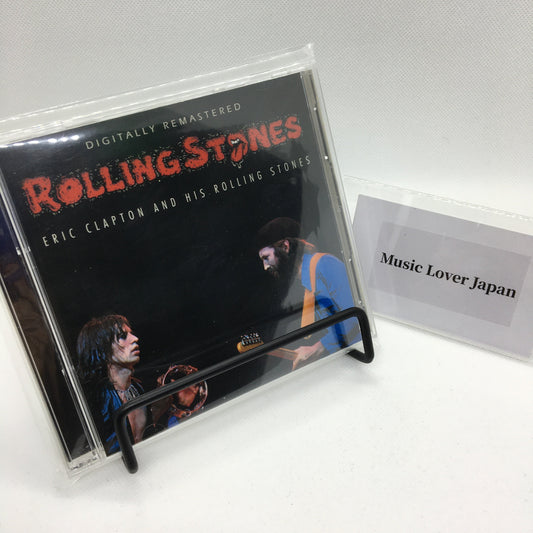 DIGITALLY REMASTERED
ROLLING STONES
ERIC CLAPTON AND HIS ROLLING STONES
Music Lover Japan